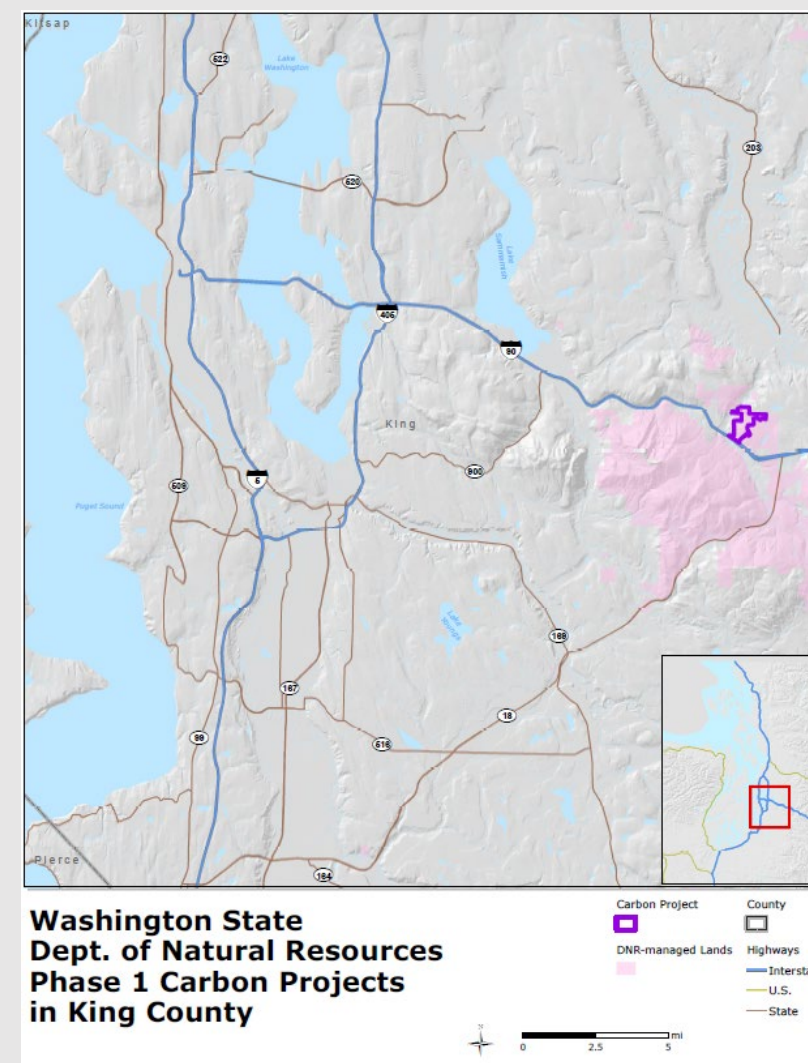 Kitsap
522
Lake
Washington
203
520
Lake
Sammamish
405
90
King
900
509
5
Puget Sound
Lake
Youngs
169
167
18
99
516
Pierce
164
Washington State
Dept. of Natural Resources
Phase 1 Carbon Projects
in King County
Carbon Project
County
DNR-managed Lands
Highways
Intersta
U.S.
State
N
mi
0 2.5 5